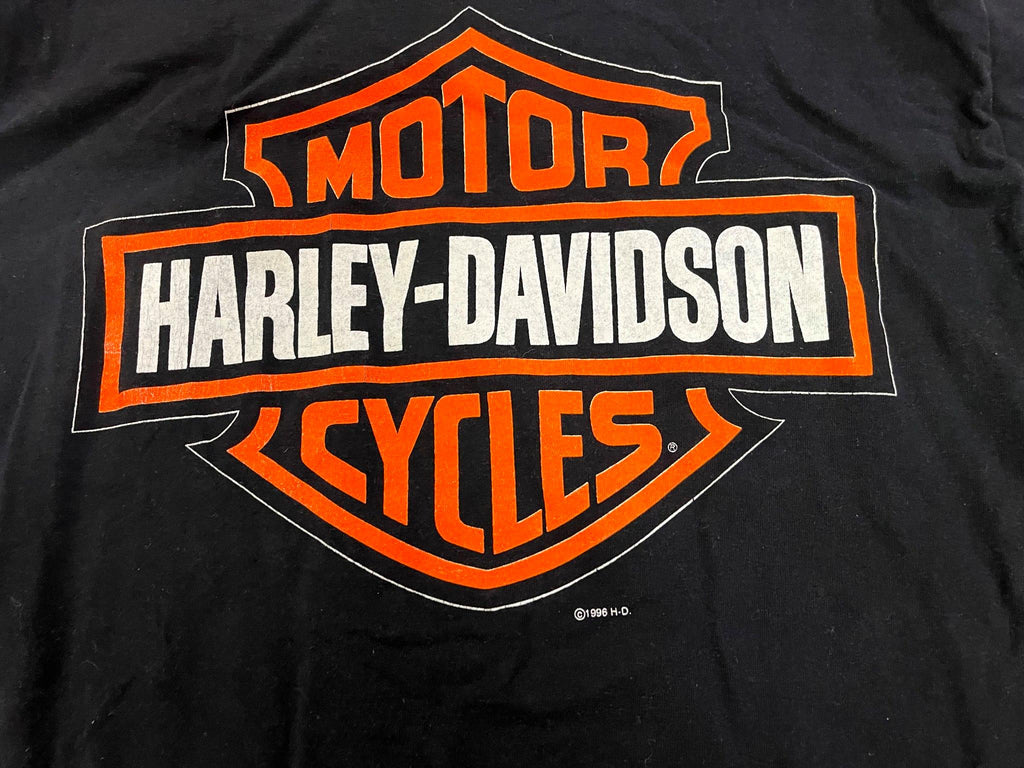 MOTOR
HARLEY-DAVIDSON
CYCLES ®
©1996 H-D.